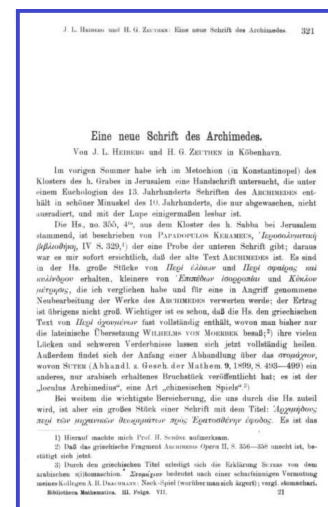 J. L. Heiberg und H. G. Zeuthen: Eine neue Schrift des Archimedes. 321
Eine neue Schrift des Archimedes.
Von J. L. Heiberg und H. G. Zeuthen in Köbenhavn.
Im vorigen Sommer habe ich im Metochion (in Konstantinopel) des
Klosters des h. Grabes in Jerusalem eine Handschrift untersucht, die unter
einem Euchologion des 13. Jahrhunderts Schriften des Archimedes ent-
hält in schöner Minuskel des 10. Jahrhunderts, die nur abgewaschen, nicht
ausradiert, und mit der Lupe einigermaßen lesbar ist.
Die Hs., no. 355, 4to, aus dem Kloster des h. Sabba bei Jerusalem
stammend, ist beschrieben von Papadopulos Kerameus, Ἱεροσολυμιτικὴ
βιβλιοθήκη, IV S. 329,1) der eine Probe der unteren Schrift gibt; daraus
war es mir sofort ersichtlich, daß der alte Text Archimedes ist. Es sind
in der Hs. große Stücke von Περὶ ἑλίκων und Περὶ σφαίρας καὶ
κυλίνδρου erhalten, kleinere von Ἐπιπέδων ἰσορροπίαι und Κύκλου
μέτρησις, die ich verglichen habe und für eine in Angriff genommene
Neubearbeitung der Werke des Archimedes verwerten werde; der Ertrag
ist übrigens nicht groß. Wichtiger ist es schon, daß die Hs. den griechischen
Text von Περὶ ὀχουμένων fast vollständig enthält, wovon man bisher nur
die lateinische Übersetzung Wilhelms von Moerbek besaß;2) ihre vielen
Lücken und schweren Verderbnisse lassen sich jetzt vollständig heilen.
Außerdem findet sich der Anfang einer Abhandlung über das στομάχιον,
wovon Suter (Abhandl. z. Gesch. der Mathem. 9, 1899, S. 493—499) ein
anderes, nur arabisch erhaltenes Bruchstück veröffentlicht hat; es ist der
„loculus Archimedius“, eine Art „chinesischen Spiels“.3)
Bei weitem die wichtigste Bereicherung, die uns durch die Hs. zuteil
wird, ist aber ein großes Stück einer Schrift mit dem Titel: Ἀρχιμήδους
περὶ τῶν μηχανικῶν θεωρημάτων πρὸς Ἐρατοσθένην ἔφοδος. Es ist das
1) Hierauf machte mich Prof. H. Schöne aufmerksam.
2) Daß das griechische Fragment Archimedes Opera II, S. 356—358 unecht ist, be-
stätigt sich jetzt.
3) Durch den griechischen Titel erledigt sich die Erklärung Suters von dem
arabischen
meines Kollegen A. B. Drachmann: Neck-Spiel (worüber man sich ärgert); vergl. stomachari.
Bibliotheca Mathematica. III. Folge. VII. 21